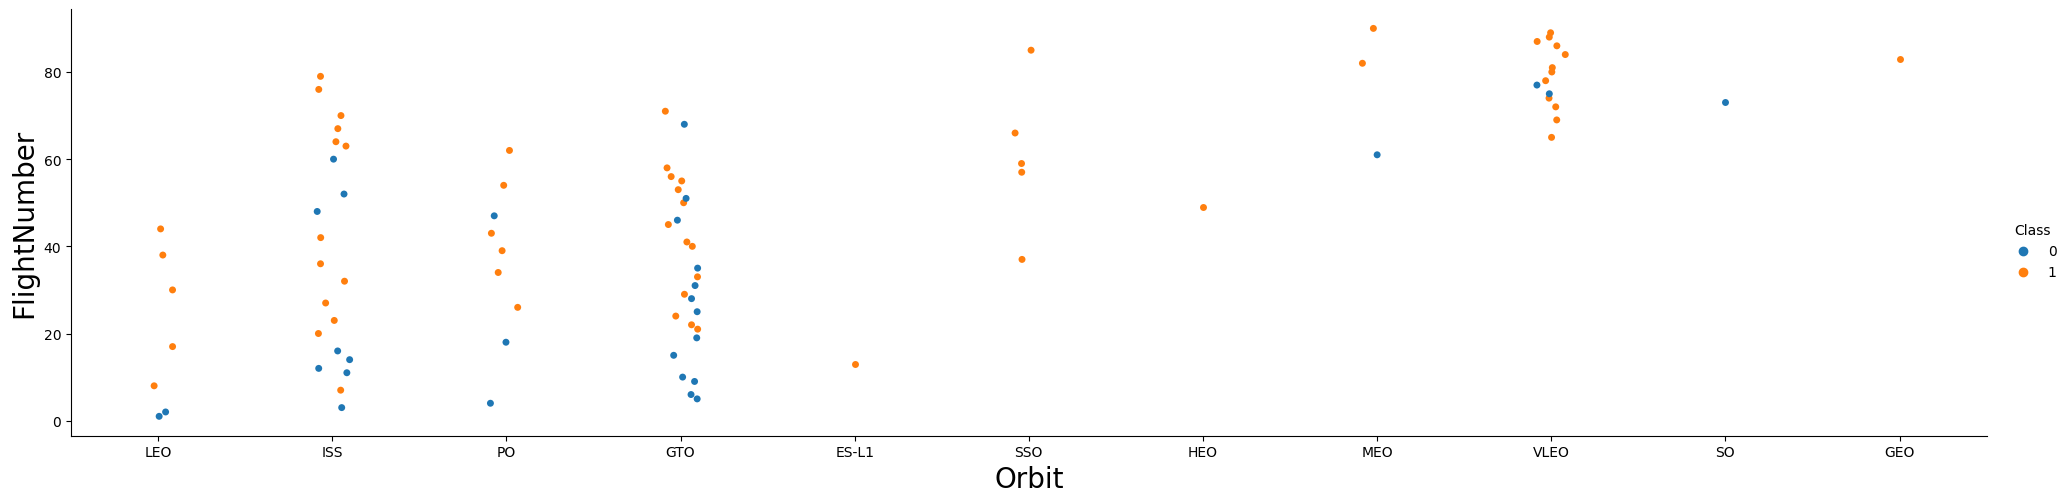 FlightNumber
80
60
40
20
0
LEO ISS PO GTO ES-L1 SSO HEO MEO VLEO SO GEO
Orbit
Class
0
1